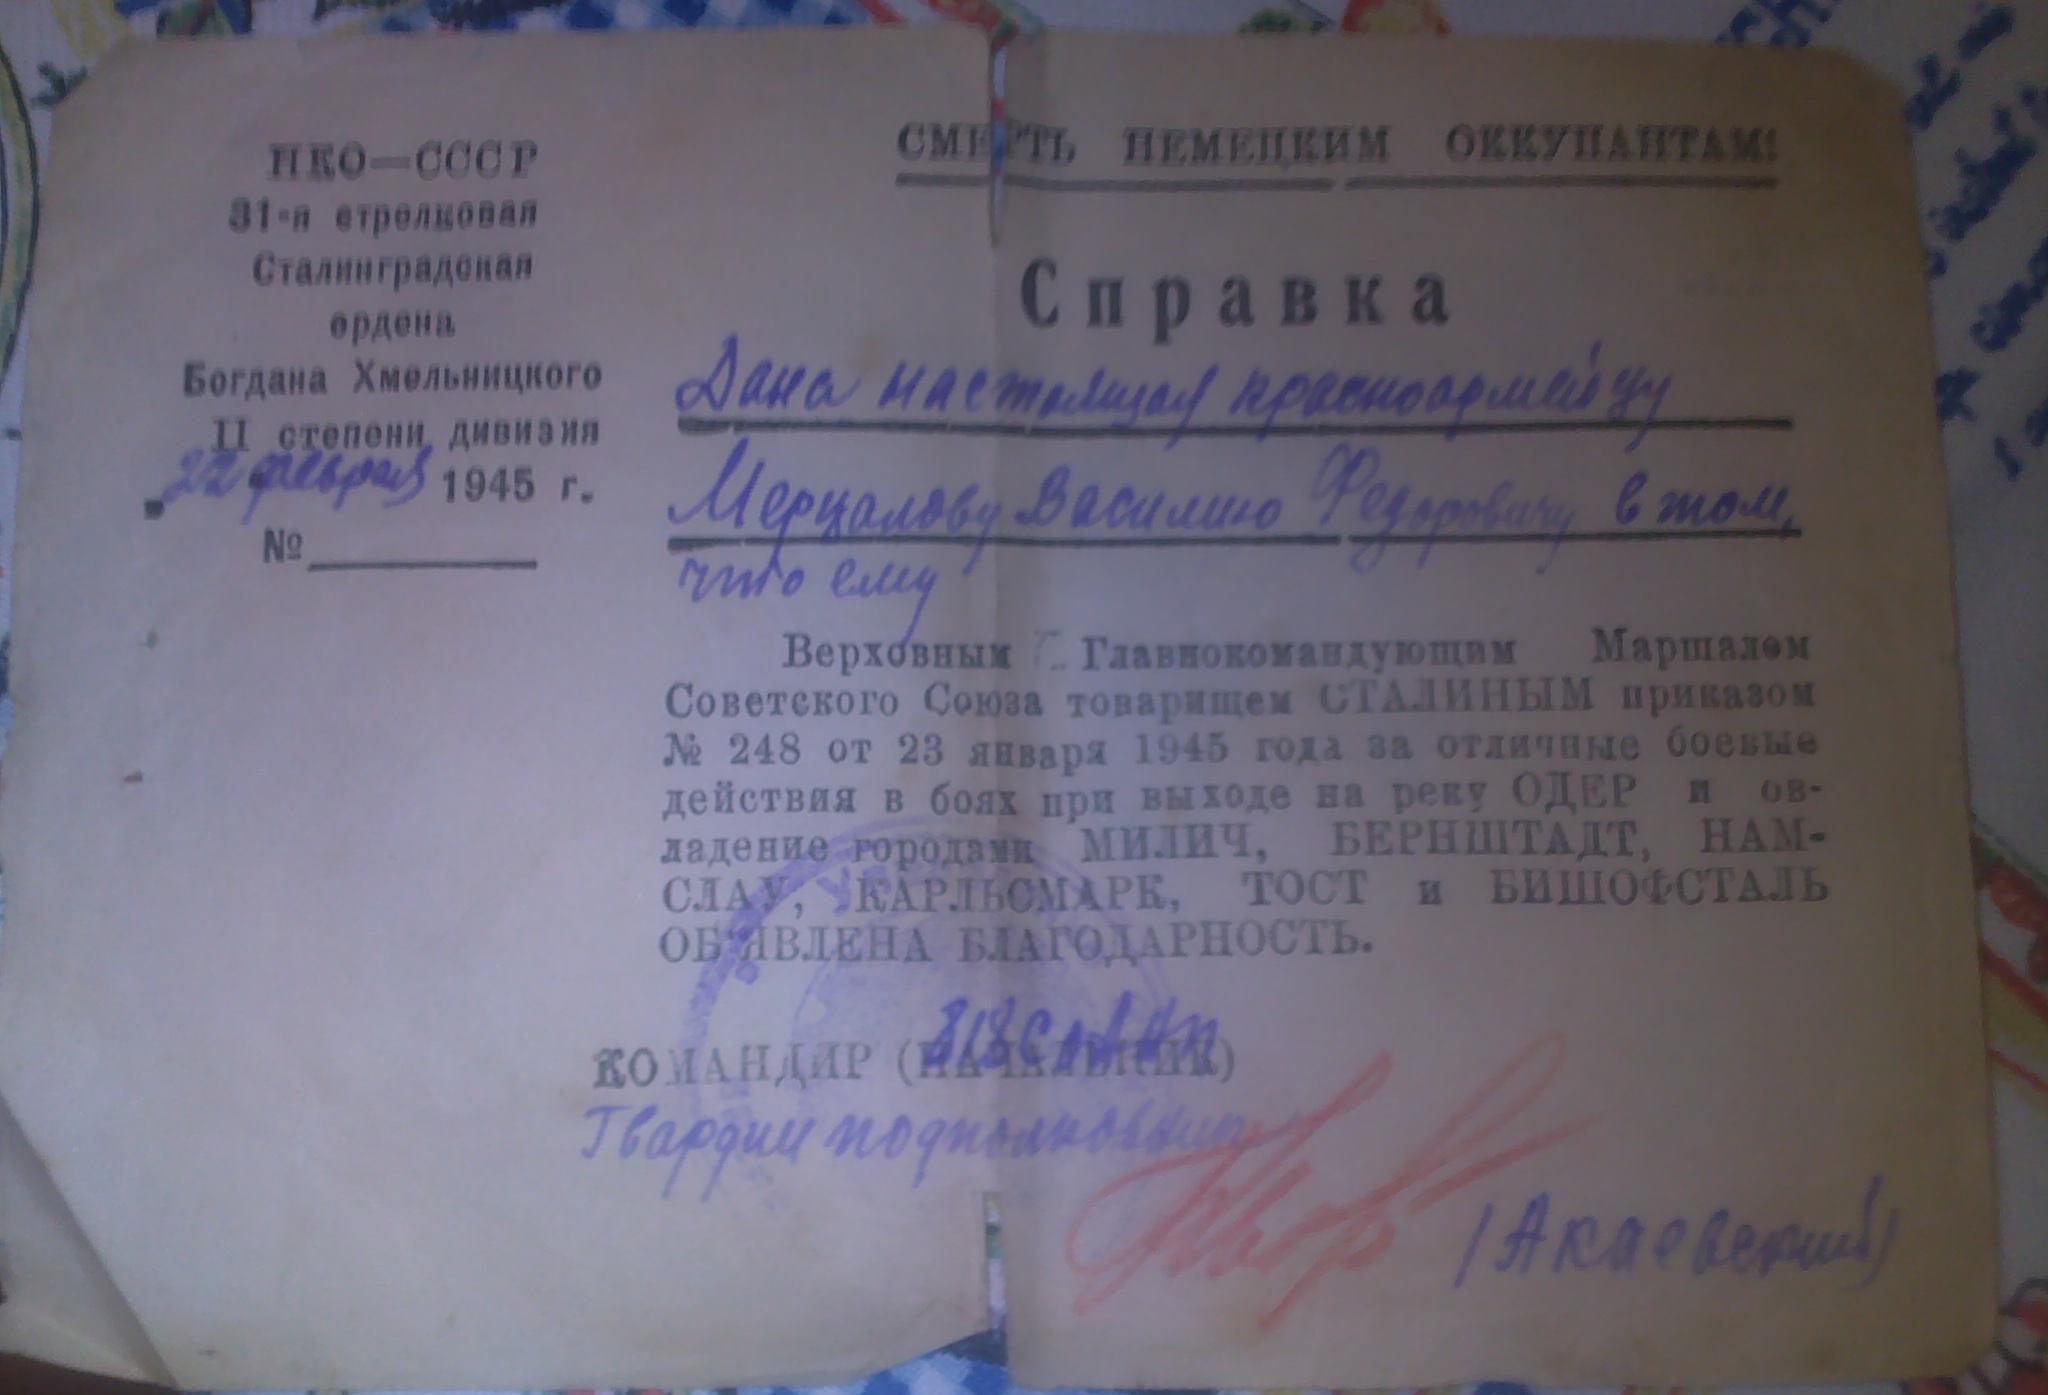 НКО—СССР
31-я стрелковая
Сталинградская
ордена
Богдана Хмельницкого
II степени дивизия
22 февраля 1945 г.
№
СМЕРТЬ НЕМЕЦКИМ ОККУПАНТАМ!
Справка
Дана настоящая красноармейцу
Мерцалову Василию Федоровичу в том,
что ему
Верховным Главнокомандующим Маршалом
Советского Союза товарищем СТАЛИНЫМ приказом
№ 248 от 23 января 1945 года за отличные боевые
действия в боях при выходе на реку ОДЕР и ов-
ладение городами МИЛИЧ, БЕРНШТАДТ, НАМ-
СЛАУ, КАРЛЬСМАРК, ТОСТ и БИШОФСТАЛЬ
ОБ'ЯВЛЕНА БЛАГОДАРНОСТЬ.
КОМАНДИР (НАЧАЛЬНИК)
Гвардии подполковник
(Акаевский)